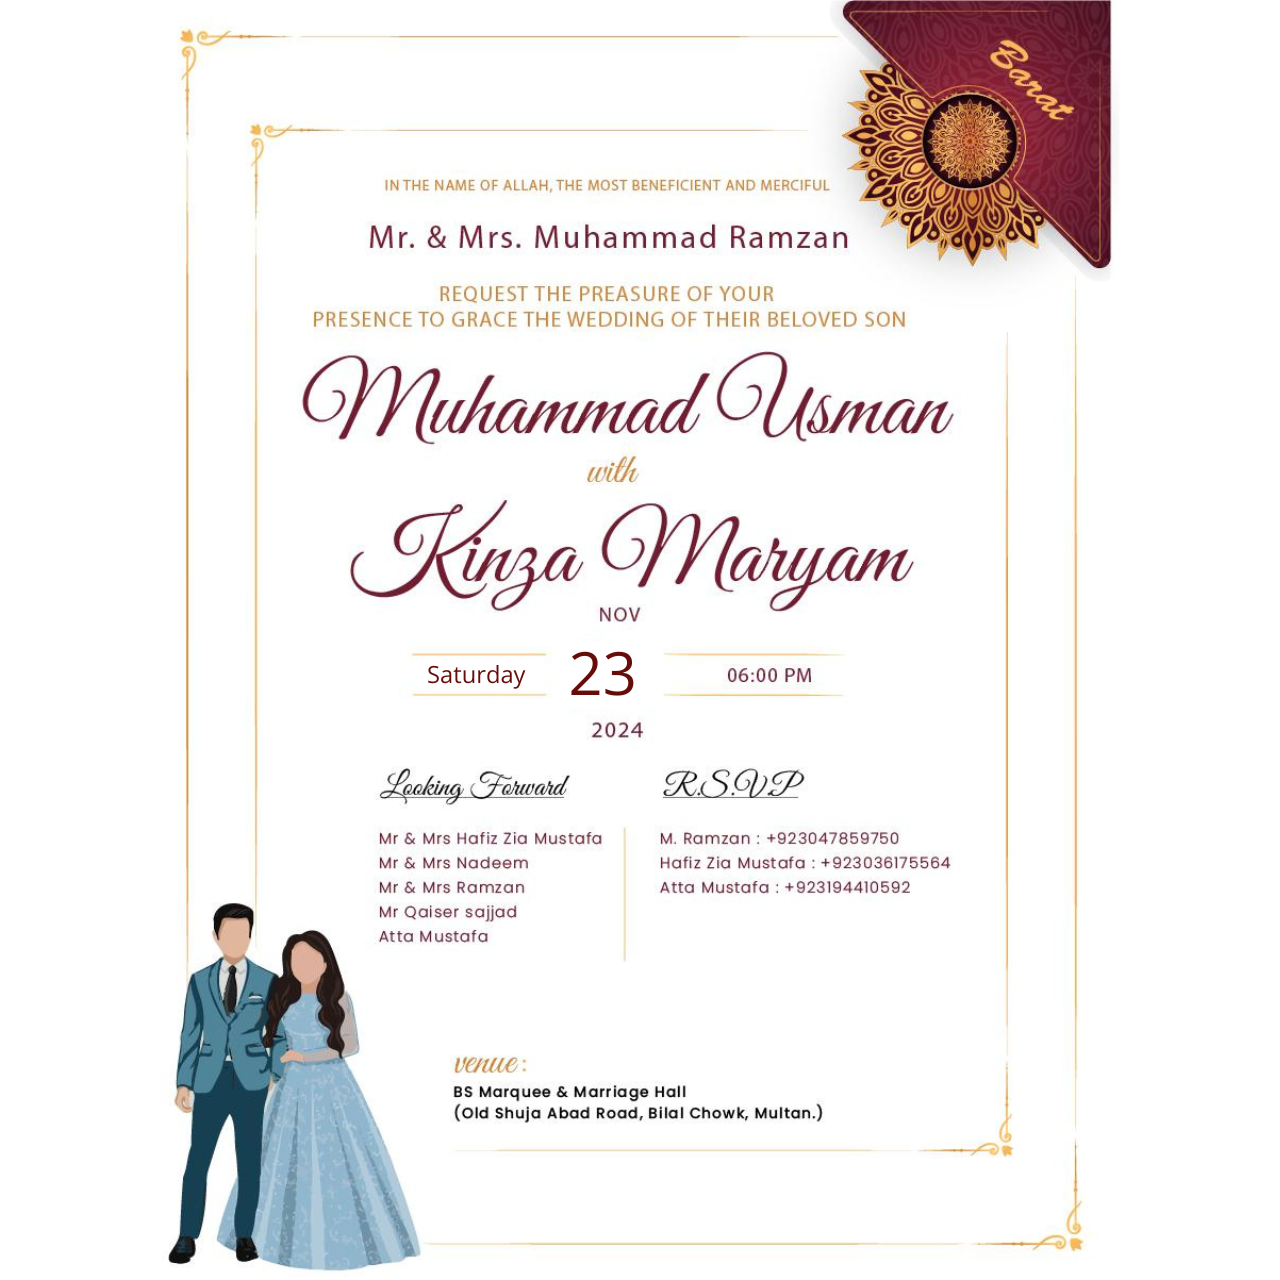 Barat
IN THE NAME OF ALLAH, THE MOST BENEFICIENT AND MERCIFUL
Mr. & Mrs. Muhammad Ramzan
REQUEST THE PREASURE OF YOUR
PRESENCE TO GRACE THE WEDDING OF THEIR BELOVED SON
Muhammad Usman
with
Kinza Maryam
NOV
Saturday 23 06:00 PM
2024
Looking Forward
Mr & Mrs Hafiz Zia Mustafa
Mr & Mrs Nadeem
Mr & Mrs Ramzan
Mr Qaiser sajjad
Atta Mustafa
R.S.V.P
M. Ramzan : +923047859750
Hafiz Zia Mustafa : +923036175564
Atta Mustafa : +923194410592
venue :
BS Marquee & Marriage Hall
(Old Shuja Abad Road, Bilal Chowk, Multan.)